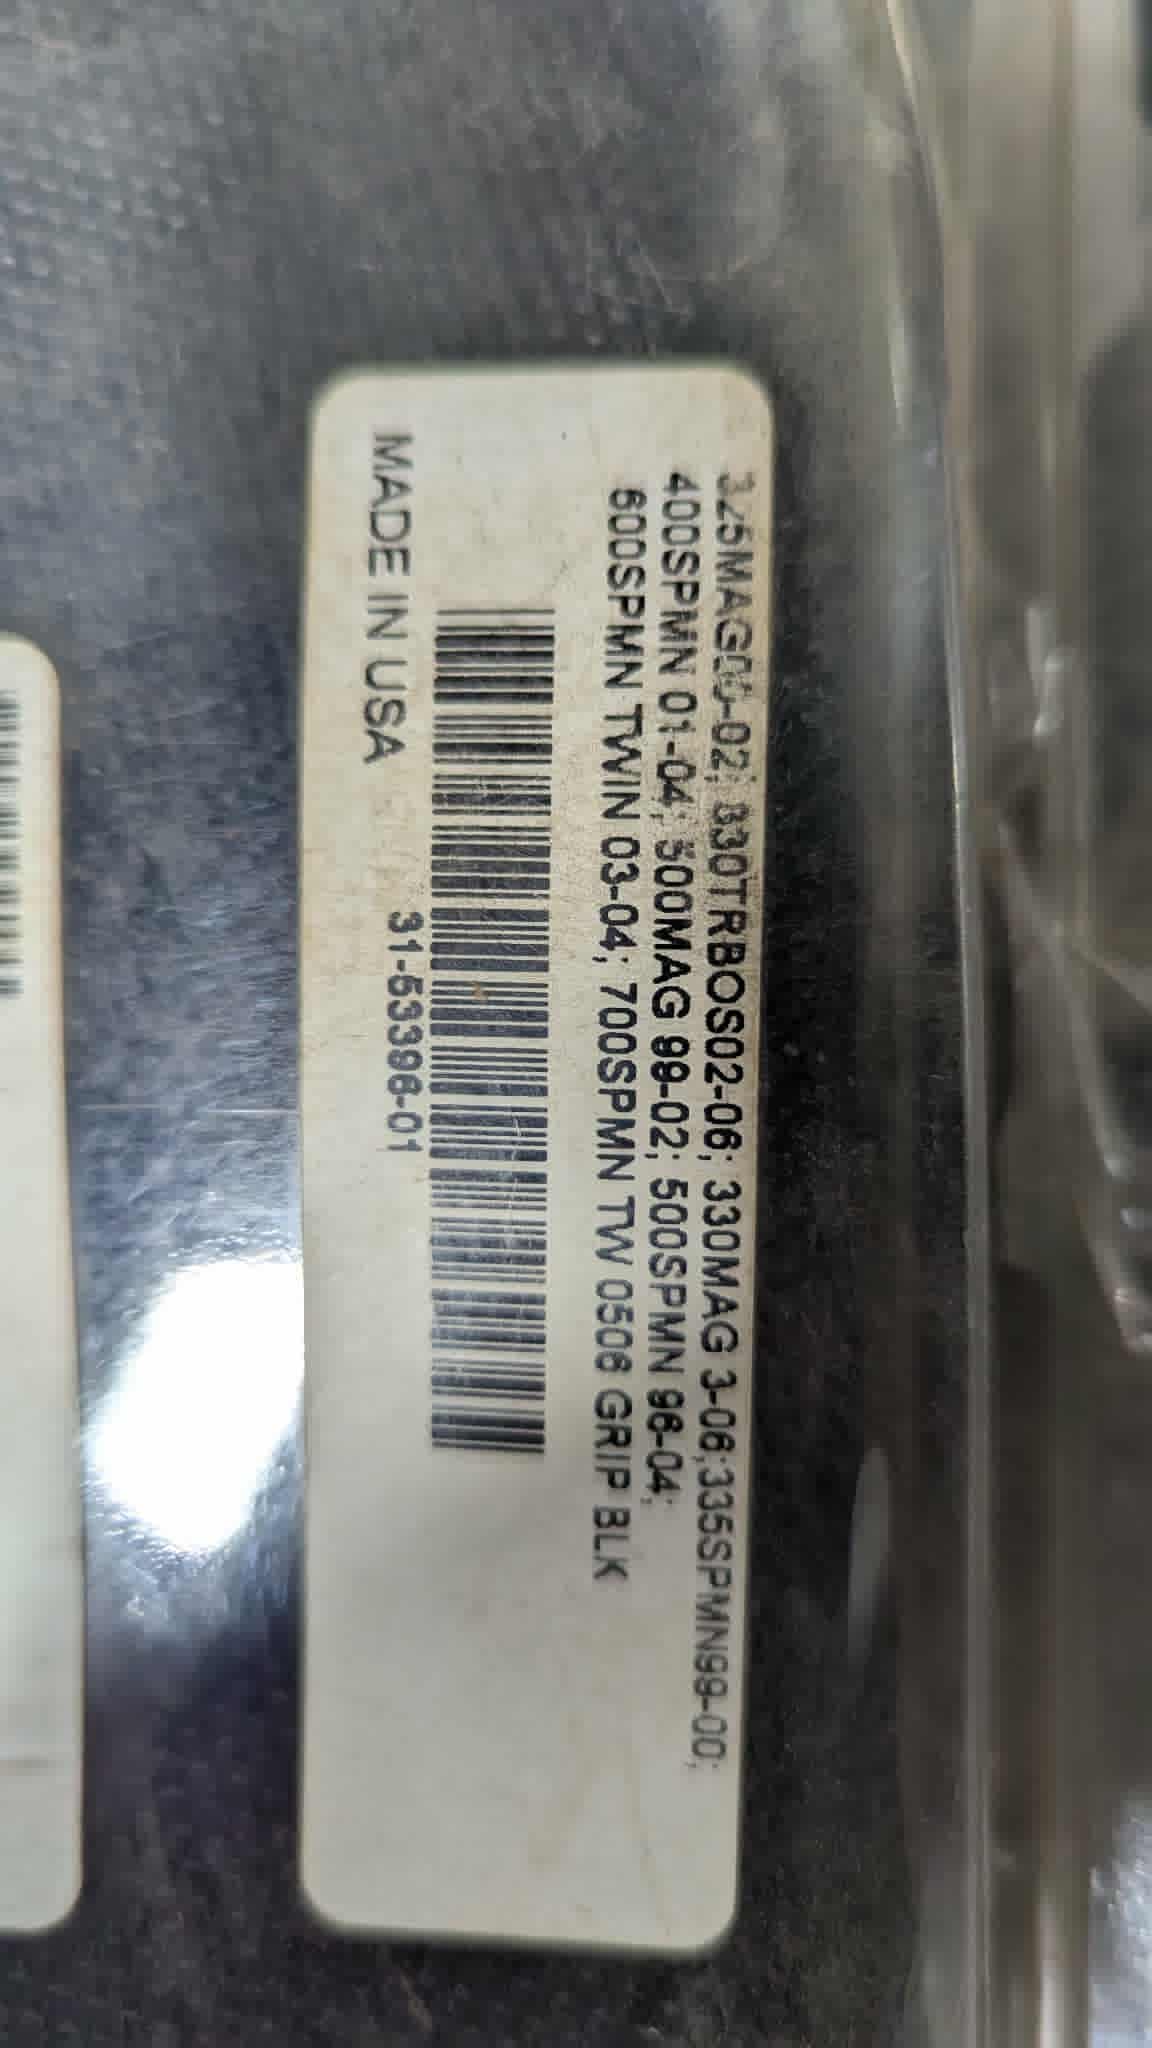 325MAG00-02; 330TRBOS02-06; 330MAG 3-06;335SPMN99-00;
400SPMN 01-04; 500MAG 99-02; 500SPMN 96-04;
600SPMN TWIN 03-04; 700SPMN TW 0506 GRIP BLK
31-53396-01
MADE IN USA